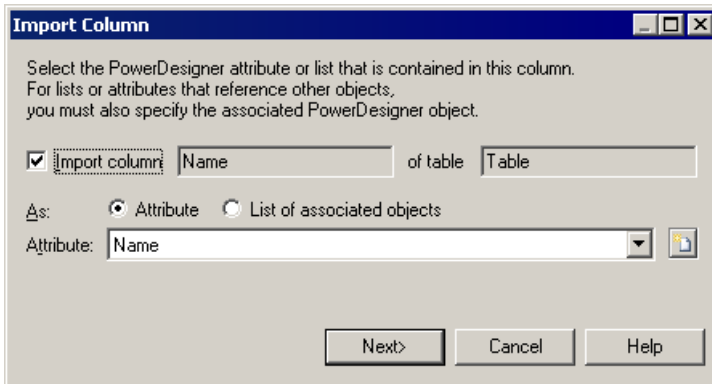 Import Column
Select the PowerDesigner attribute or list that is contained in this column.
For lists or attributes that reference other objects,
you must also specify the associated PowerDesigner object.
Import column Name of table Table
As: Attribute List of associated objects
Attribute: Name
Next> Cancel Help